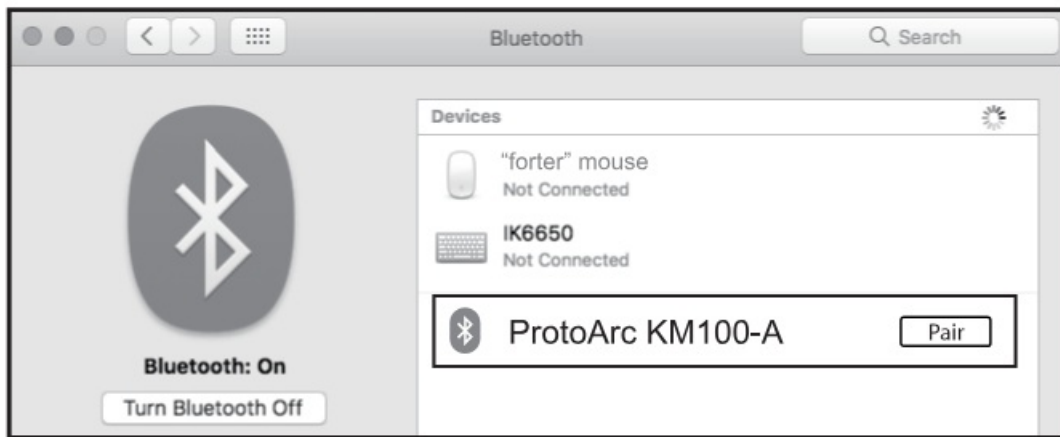 Bluetooth
Search
Devices
“forter” mouse
Not Connected
IK6650
Not Connected
ProtoArc KM100-A
Pair
Bluetooth: On
Turn Bluetooth Off